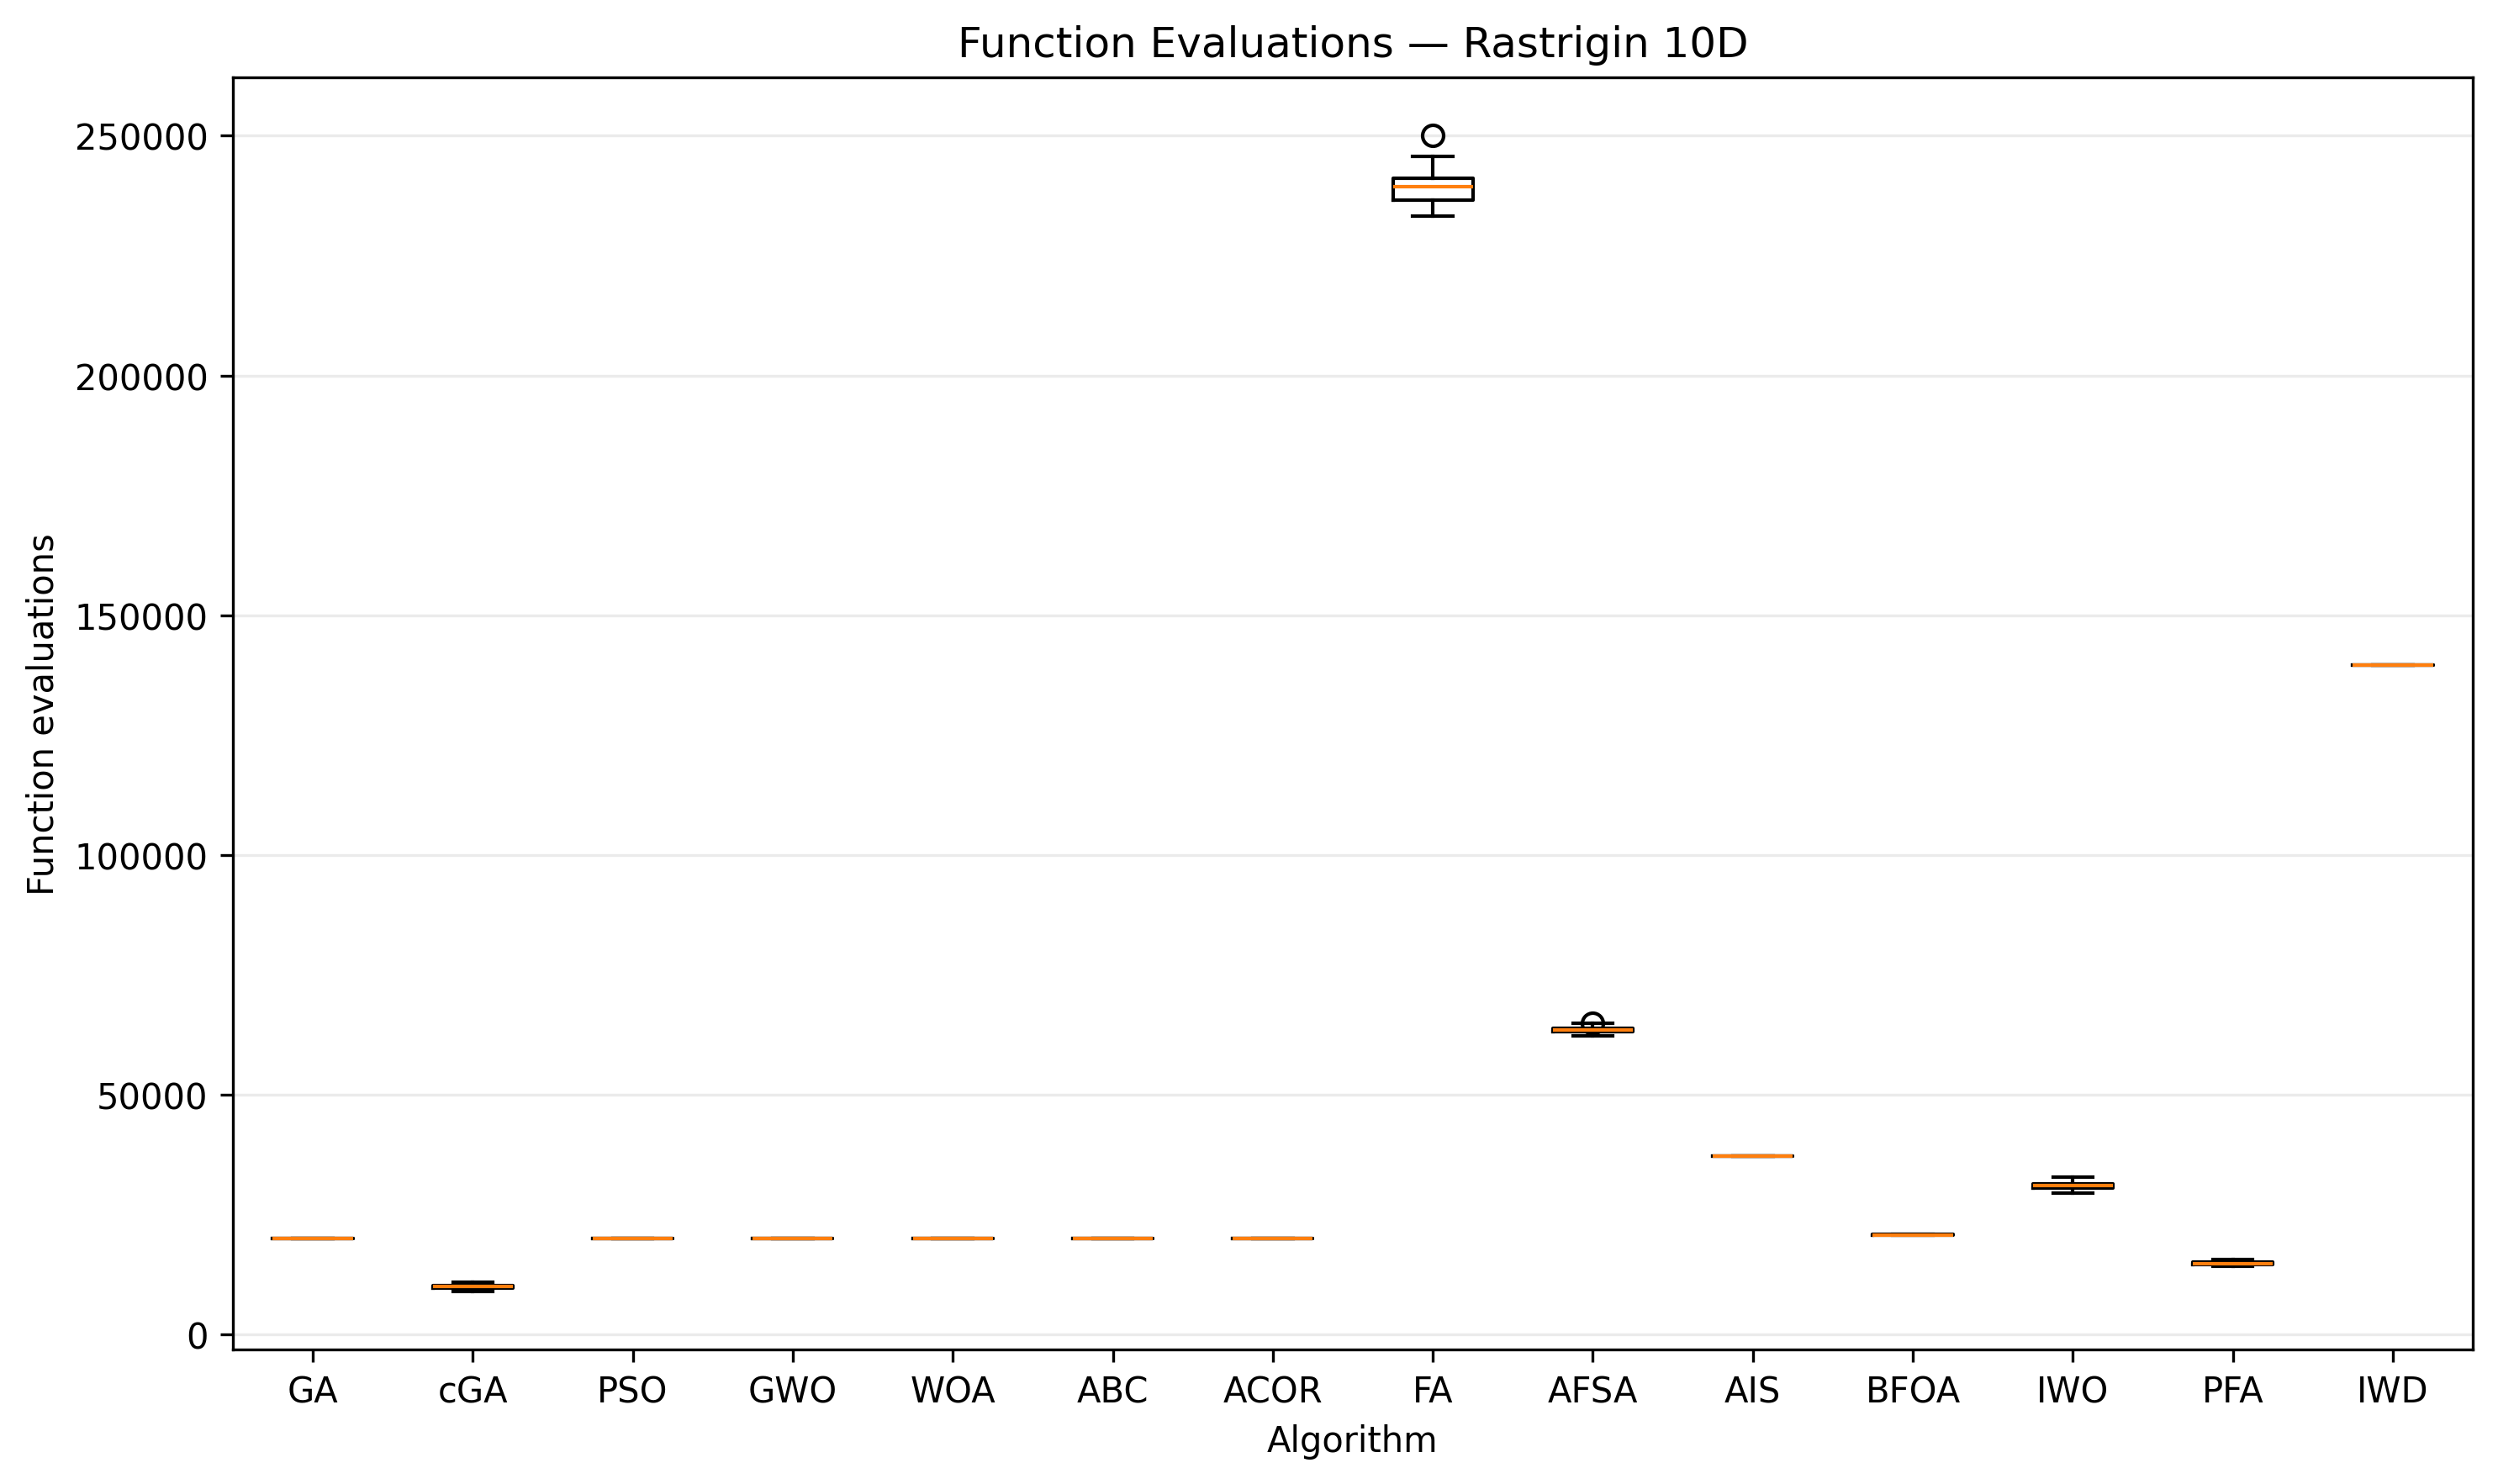 Function Evaluations — Rastrigin 10D
Function evaluations
250000
200000
150000
100000
50000
0
GA cGA PSO GWO WOA ABC ACOR FA AFSA AIS BFOA IWO PFA IWD
Algorithm